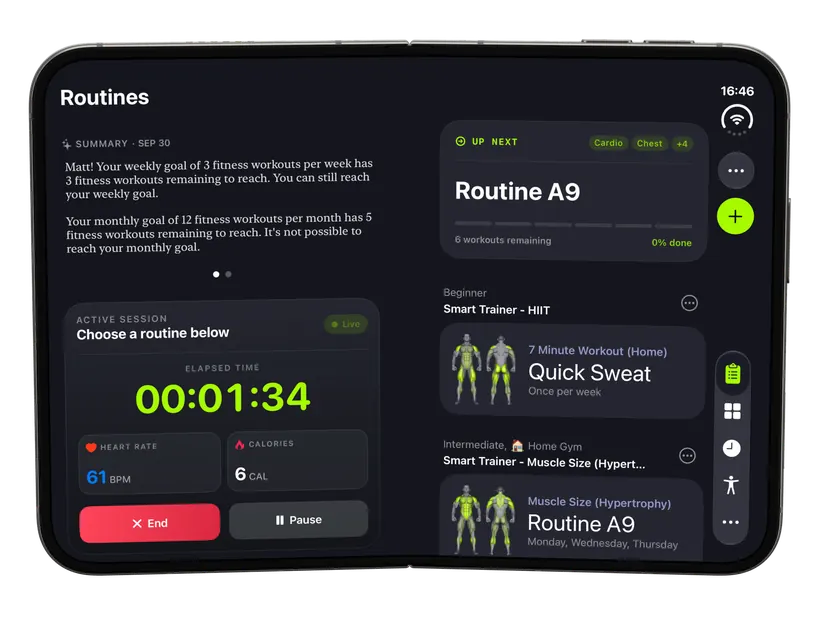 Routines
16:46
SUMMARY · SEP 30
Matt! Your weekly goal of 3 fitness workouts per week has
3 fitness workouts remaining to reach. You can still reach
your weekly goal.
Your monthly goal of 12 fitness workouts per month has 5
fitness workouts remaining to reach. It's not possible to
reach your monthly goal.
ACTIVE SESSION
Choose a routine below
Live
ELAPSED TIME
00:01:34
HEART RATE
61 BPM
CALORIES
6 CAL
End
Pause
UP NEXT
Cardio
Chest
+4
Routine A9
6 workouts remaining
0% done
Beginner
Smart Trainer - HIIT
7 Minute Workout (Home)
Quick Sweat
Once per week
Intermediate, 🏠 Home Gym
Smart Trainer - Muscle Size (Hypert...
Muscle Size (Hypertrophy)
Routine A9
Monday, Wednesday, Thursday